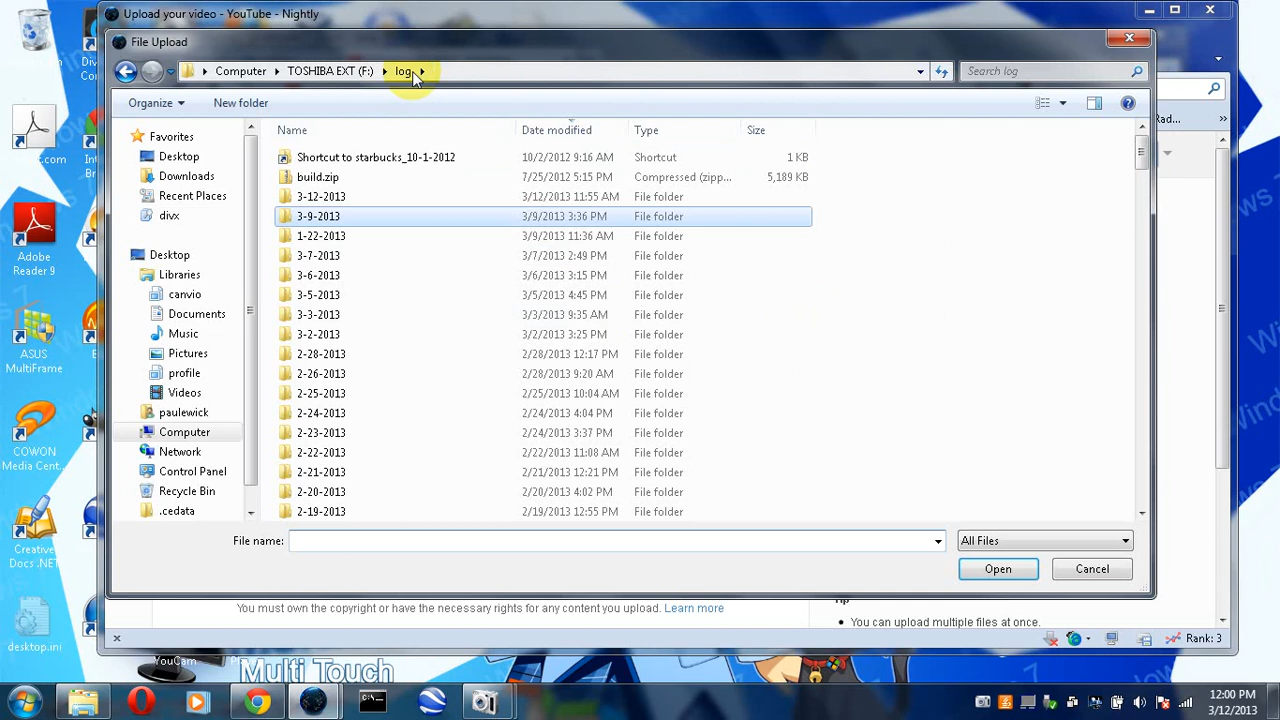 Upload your video - YouTube - Nightly
File Upload
Computer TOSHIBA EXT (F:) log
Search log
Organize New folder
Name Date modified Type Size
Shortcut to starbucks_10-1-2012 Shortcut 1 KB
build.zip 7/25/2012 5:15 PM Compressed (zipp... 5,189 KB
3-12-2013 3/12/2013 11:55 AM File folder
3-9-2013 3/9/2013 3:36 PM File folder
1-22-2013 3/9/2013 11:36 AM File folder
3-7-2013 3/7/2013 2:49 PM File folder
3-6-2013 3/6/2013 3:15 PM File folder
3-5-2013 3/5/2013 4:45 PM File folder
3-3-2013 3/3/2013 9:35 AM File folder
3-2-2013 3/2/2013 3:25 PM File folder
2-28-2013 2/28/2013 12:17 PM File folder
2-26-2013 2/28/2013 9:20 AM File folder
2-25-2013 2/25/2013 10:04 AM File folder
2-24-2013 2/24/2013 4:04 PM File folder
2-23-2013 2/24/2013 3:37 PM File folder
2-22-2013 2/22/2013 11:08 AM File folder
2-21-2013 2/21/2013 12:21 PM File folder
2-20-2013 2/20/2013 4:02 PM File folder
2-19-2013 2/19/2013 12:55 PM File folder
Favorites
Desktop
Downloads
Recent Places
divx
Desktop
Libraries
canvio
Documents
Music
Pictures
profile
Videos
paulewick
Computer
Network
Control Panel
Recycle Bin
.cedata
File name:
All Files
Open Cancel
You must own the copyright or have the necessary rights for any content you upload. Learn more
You can upload multiple files at once.
Rank: 3
Rad...
Adobe
Reader 9
ASUS
MultiFrame
COWON
Media Cent...
Creative
Docs .NET
desktop.ini
YouCam
Multi Touch
12:00 PM
3/12/2013